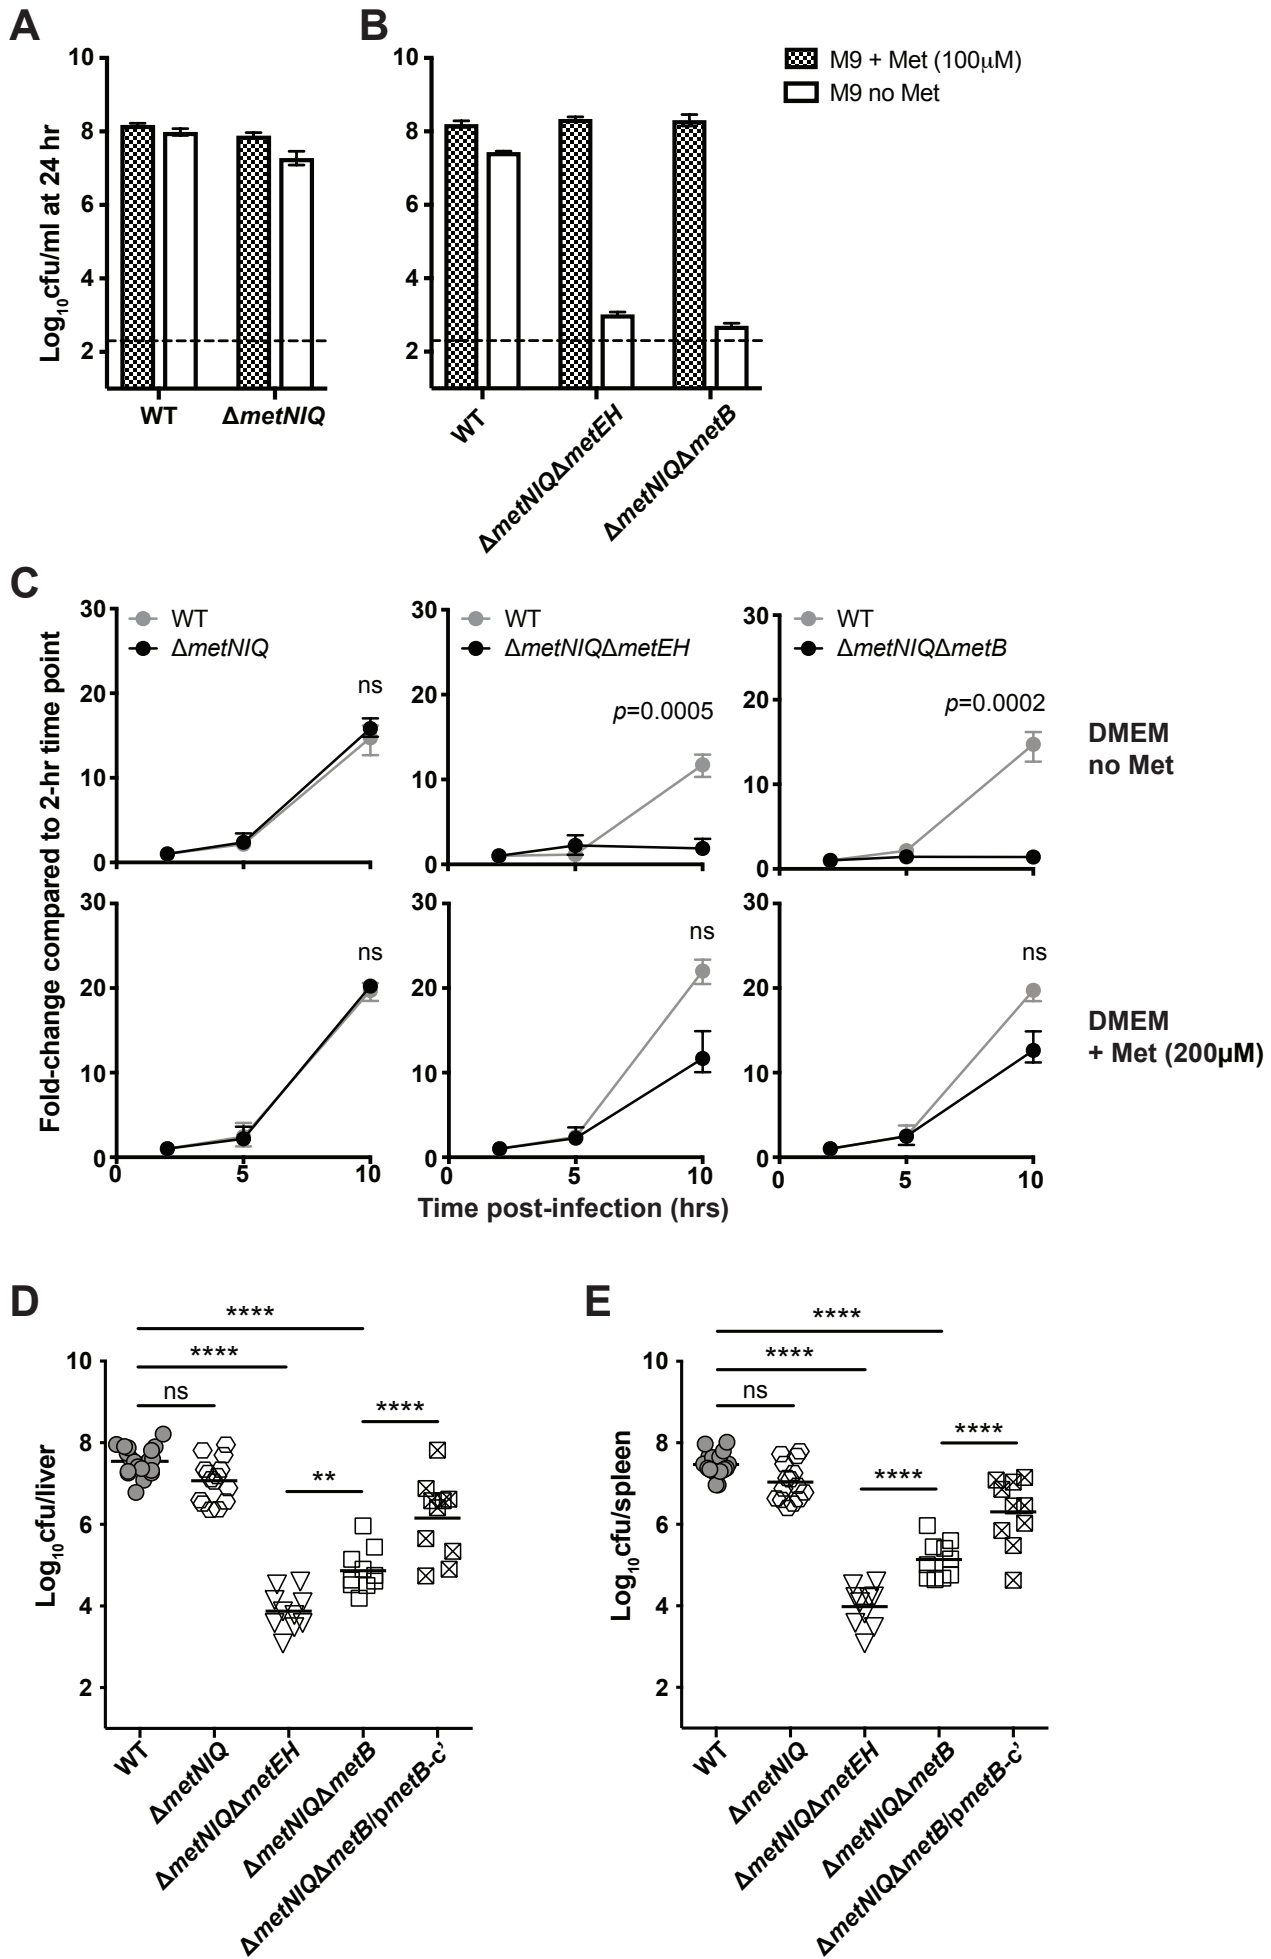 A
B
M9 + Met (100μM)
M9 no Met
Log10cfu/ml at 24 hr
10
8
6
4
2
WT
ΔmetNIQ
10
8
6
4
2
WT
ΔmetNIQΔmetEH
ΔmetNIQΔmetB
C
Fold-change compared to 2-hr time point
30
20
10
0
WT
ΔmetNIQ
ns
30
20
10
0
WT
ΔmetNIQΔmetEH
p=0.0005
30
20
10
0
WT
ΔmetNIQΔmetB
p=0.0002
DMEM
no Met
30
20
10
0
ns
0
5
10
30
20
10
0
ns
0
5
10
30
20
10
0
ns
0
5
10
DMEM
+ Met (200μM)
Time post-infection (hrs)
D
****
****
ns
****
**
Log10cfu/liver
10
8
6
4
2
WT
ΔmetNIQ
ΔmetNIQΔmetEH
ΔmetNIQΔmetB
ΔmetNIQΔmetB/pmetB-c’
E
****
****
ns
****
****
Log10cfu/spleen
10
8
6
4
2
WT
ΔmetNIQ
ΔmetNIQΔmetEH
ΔmetNIQΔmetB
ΔmetNIQΔmetB/pmetB-c’